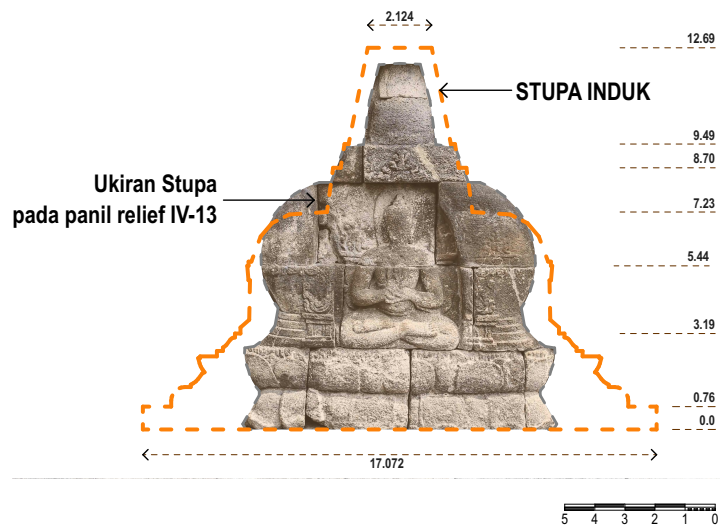 2.124
12.69
STUPA INDUK
9.49
8.70
Ukiran Stupa
pada panil relief IV-13
7.23
5.44
3.19
0.76
0.0
17.072
5 4 3 2 1 0